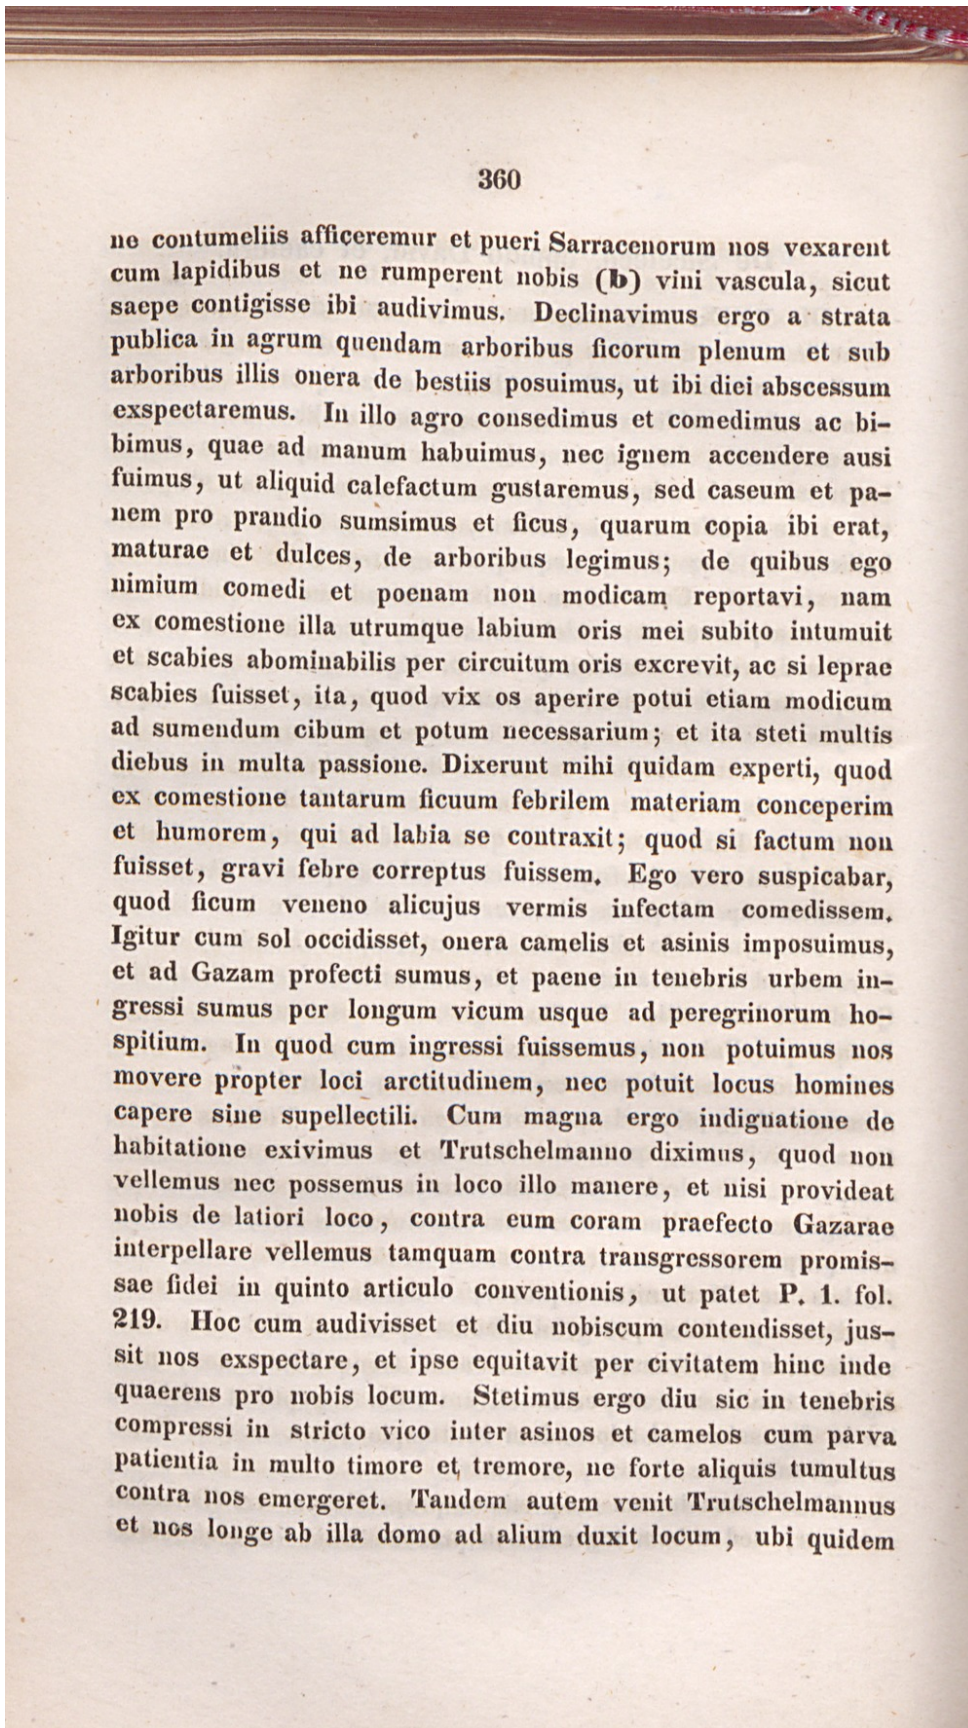 360
ne contumeliis afficeremur et pueri Sarracenorum nos vexarent
cum lapidibus et ne rumperent nobis (b) vini vascula, sicut
saepe contigisse ibi audivimus. Declinavimus ergo a strata
publica in agrum quendam arboribus ficorum plenum et sub
arboribus illis onera de bestiis posuimus, ut ibi diei abscessum
exspectaremus. In illo agro consedimus et comedimus ac bi-
bimus, quae ad manum habuimus, nec ignem accendere ausi
fuimus, ut aliquid calefactum gustaremus, sed caseum et pa-
nem pro prandio sumsimus et ficus, quarum copia ibi erat,
maturae et dulces, de arboribus legimus; de quibus ego
nimium comedi et poenam non modicam reportavi, nam
ex comestione illa utrumque labium oris mei subito intumuit
et scabies abominabilis per circuitum oris excrevit, ac si leprae
scabies fuisset, ita, quod vix os aperire potui etiam modicum
ad sumendum cibum et potum necessarium; et ita steti multis
diebus in multa passione. Dixerunt mihi quidam experti, quod
ex comestione tantarum ficuum febrilem materiam conceperim
et humorem, qui ad labia se contraxit; quod si factum non
fuisset, gravi febre correptus fuissem. Ego vero suspicabar,
quod ficum veneno alicujus vermis infectam comedissem.
Igitur cum sol occidisset, onera camelis et asinis imposuimus,
et ad Gazam profecti sumus, et paene in tenebris urbem in-
gressi sumus per longum vicum usque ad peregrinorum ho-
spitium. In quod cum ingressi fuissemus, non potuimus nos
movere propter loci arctitudinem, nec potuit locus homines
capere sine supellectili. Cum magna ergo indignatione de
habitatione exivimus et Trutschelmanno diximus, quod non
vellemus nec possemus in loco illo manere, et nisi provideat
nobis de latiori loco, contra eum coram praefecto Gazarae
interpellare vellemus tamquam contra transgressorem promis-
sae fidei in quinto articulo conventionis, ut patet P. 1. fol.
219. Hoc cum audivisset et diu nobiscum contendisset, jus-
sit nos exspectare, et ipse equitavit per civitatem hinc inde
quaerens pro nobis locum. Stetimus ergo diu sic in tenebris
compressi in stricto vico inter asinos et camelos cum parva
patientia in multo timore et tremore, ne forte aliquis tumultus
contra nos emergeret. Tandem autem venit Trutschelmannus
et nos longe ab illa domo ad alium duxit locum, ubi quidem